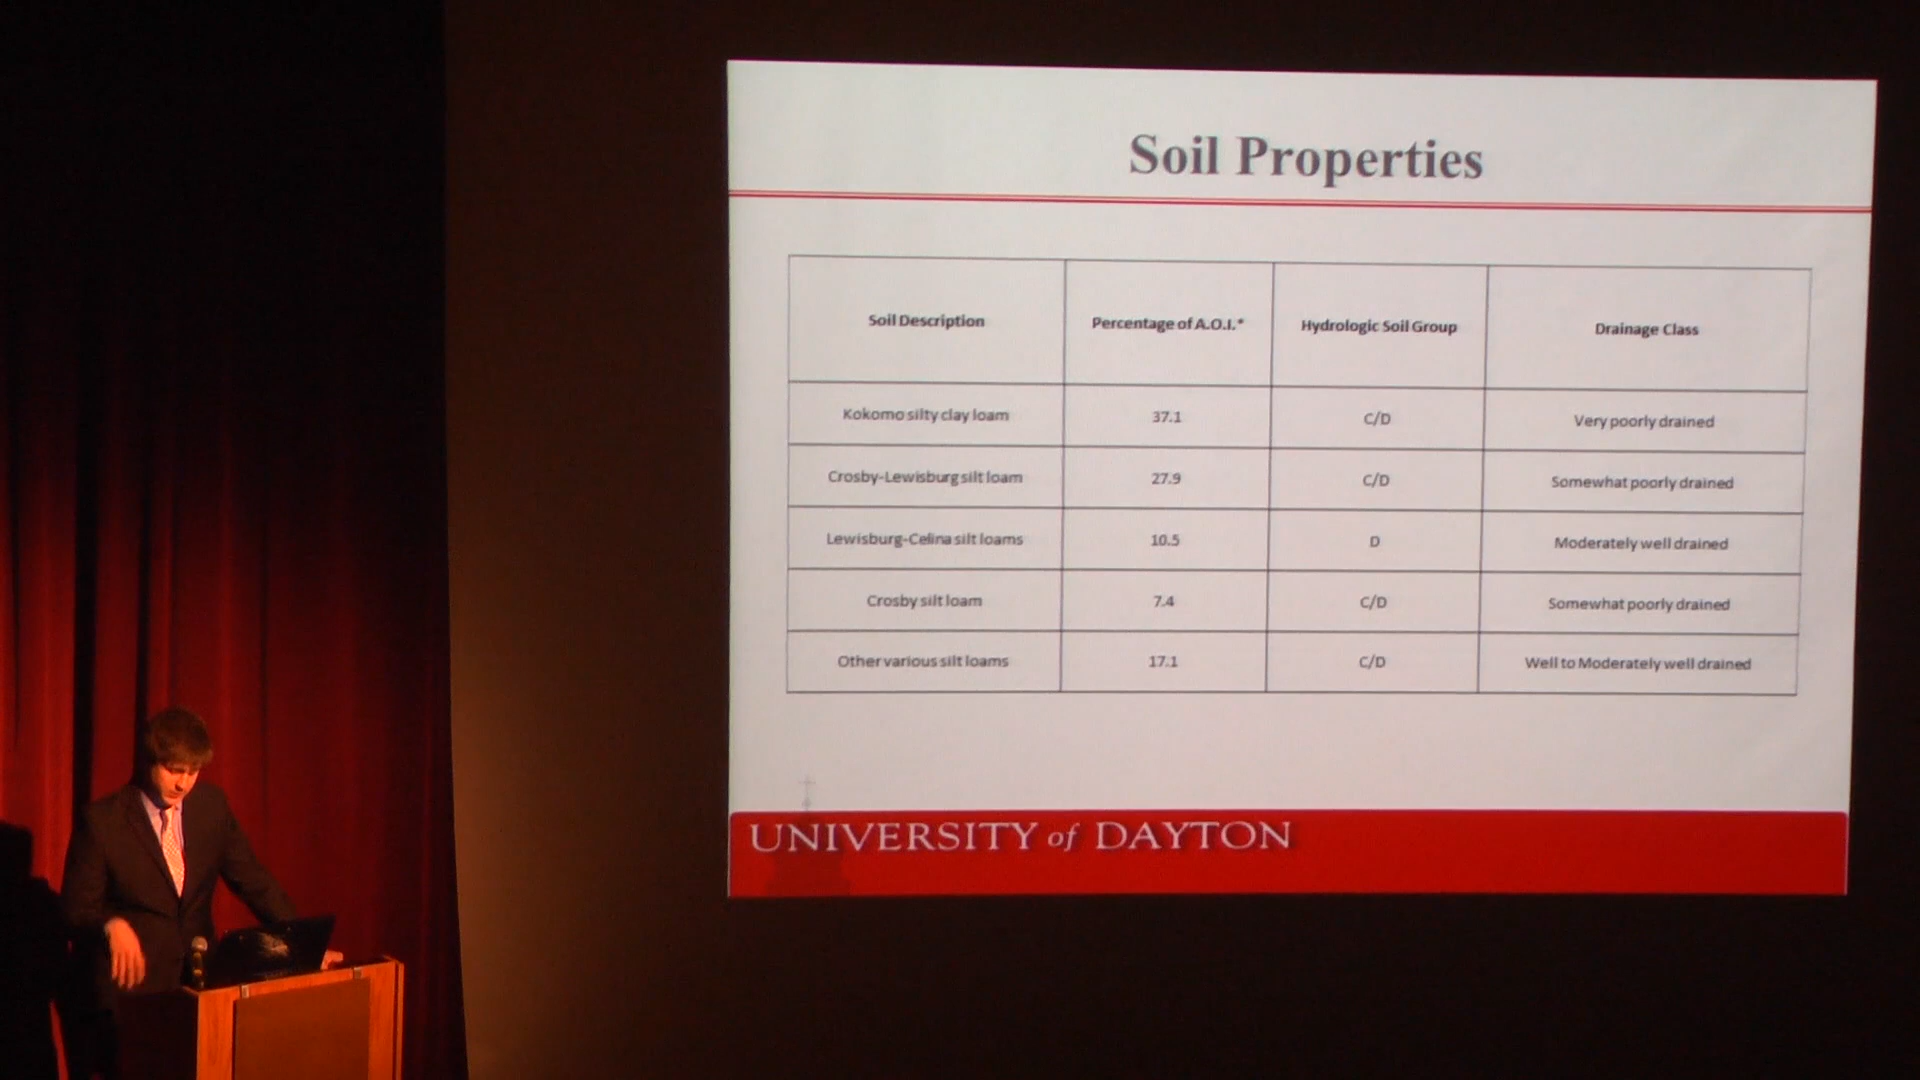 Soil Properties
Soil Description Percentage of A.O.I.* Hydrologic Soil Group Drainage Class
Kokomo silty clay loam 37.1 C/D Very poorly drained
Crosby-Lewisburg silt loam 27.9 C/D Somewhat poorly drained
Lewisburg-Celina silt loams 10.5 D Moderately well drained
Crosby silt loam 7.4 C/D Somewhat poorly drained
Other various silt loams 17.1 C/D Well to Moderately well drained
UNIVERSITY of DAYTON